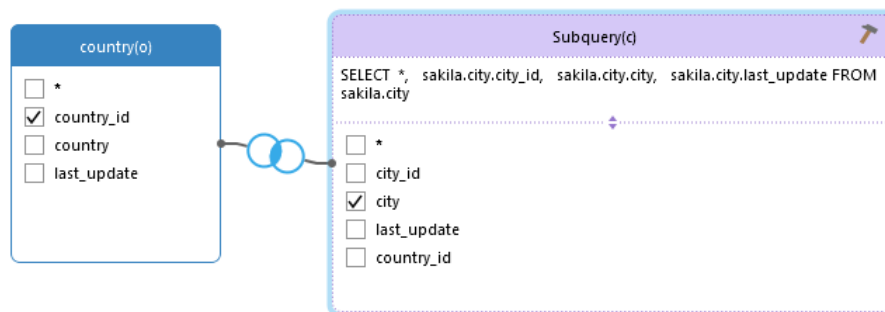 country(o)
*
country_id
country
last_update
Subquery(c)
SELECT *, sakila.city.city_id, sakila.city.city, sakila.city.last_update FROM
sakila.city
*
city_id
city
last_update
country_id